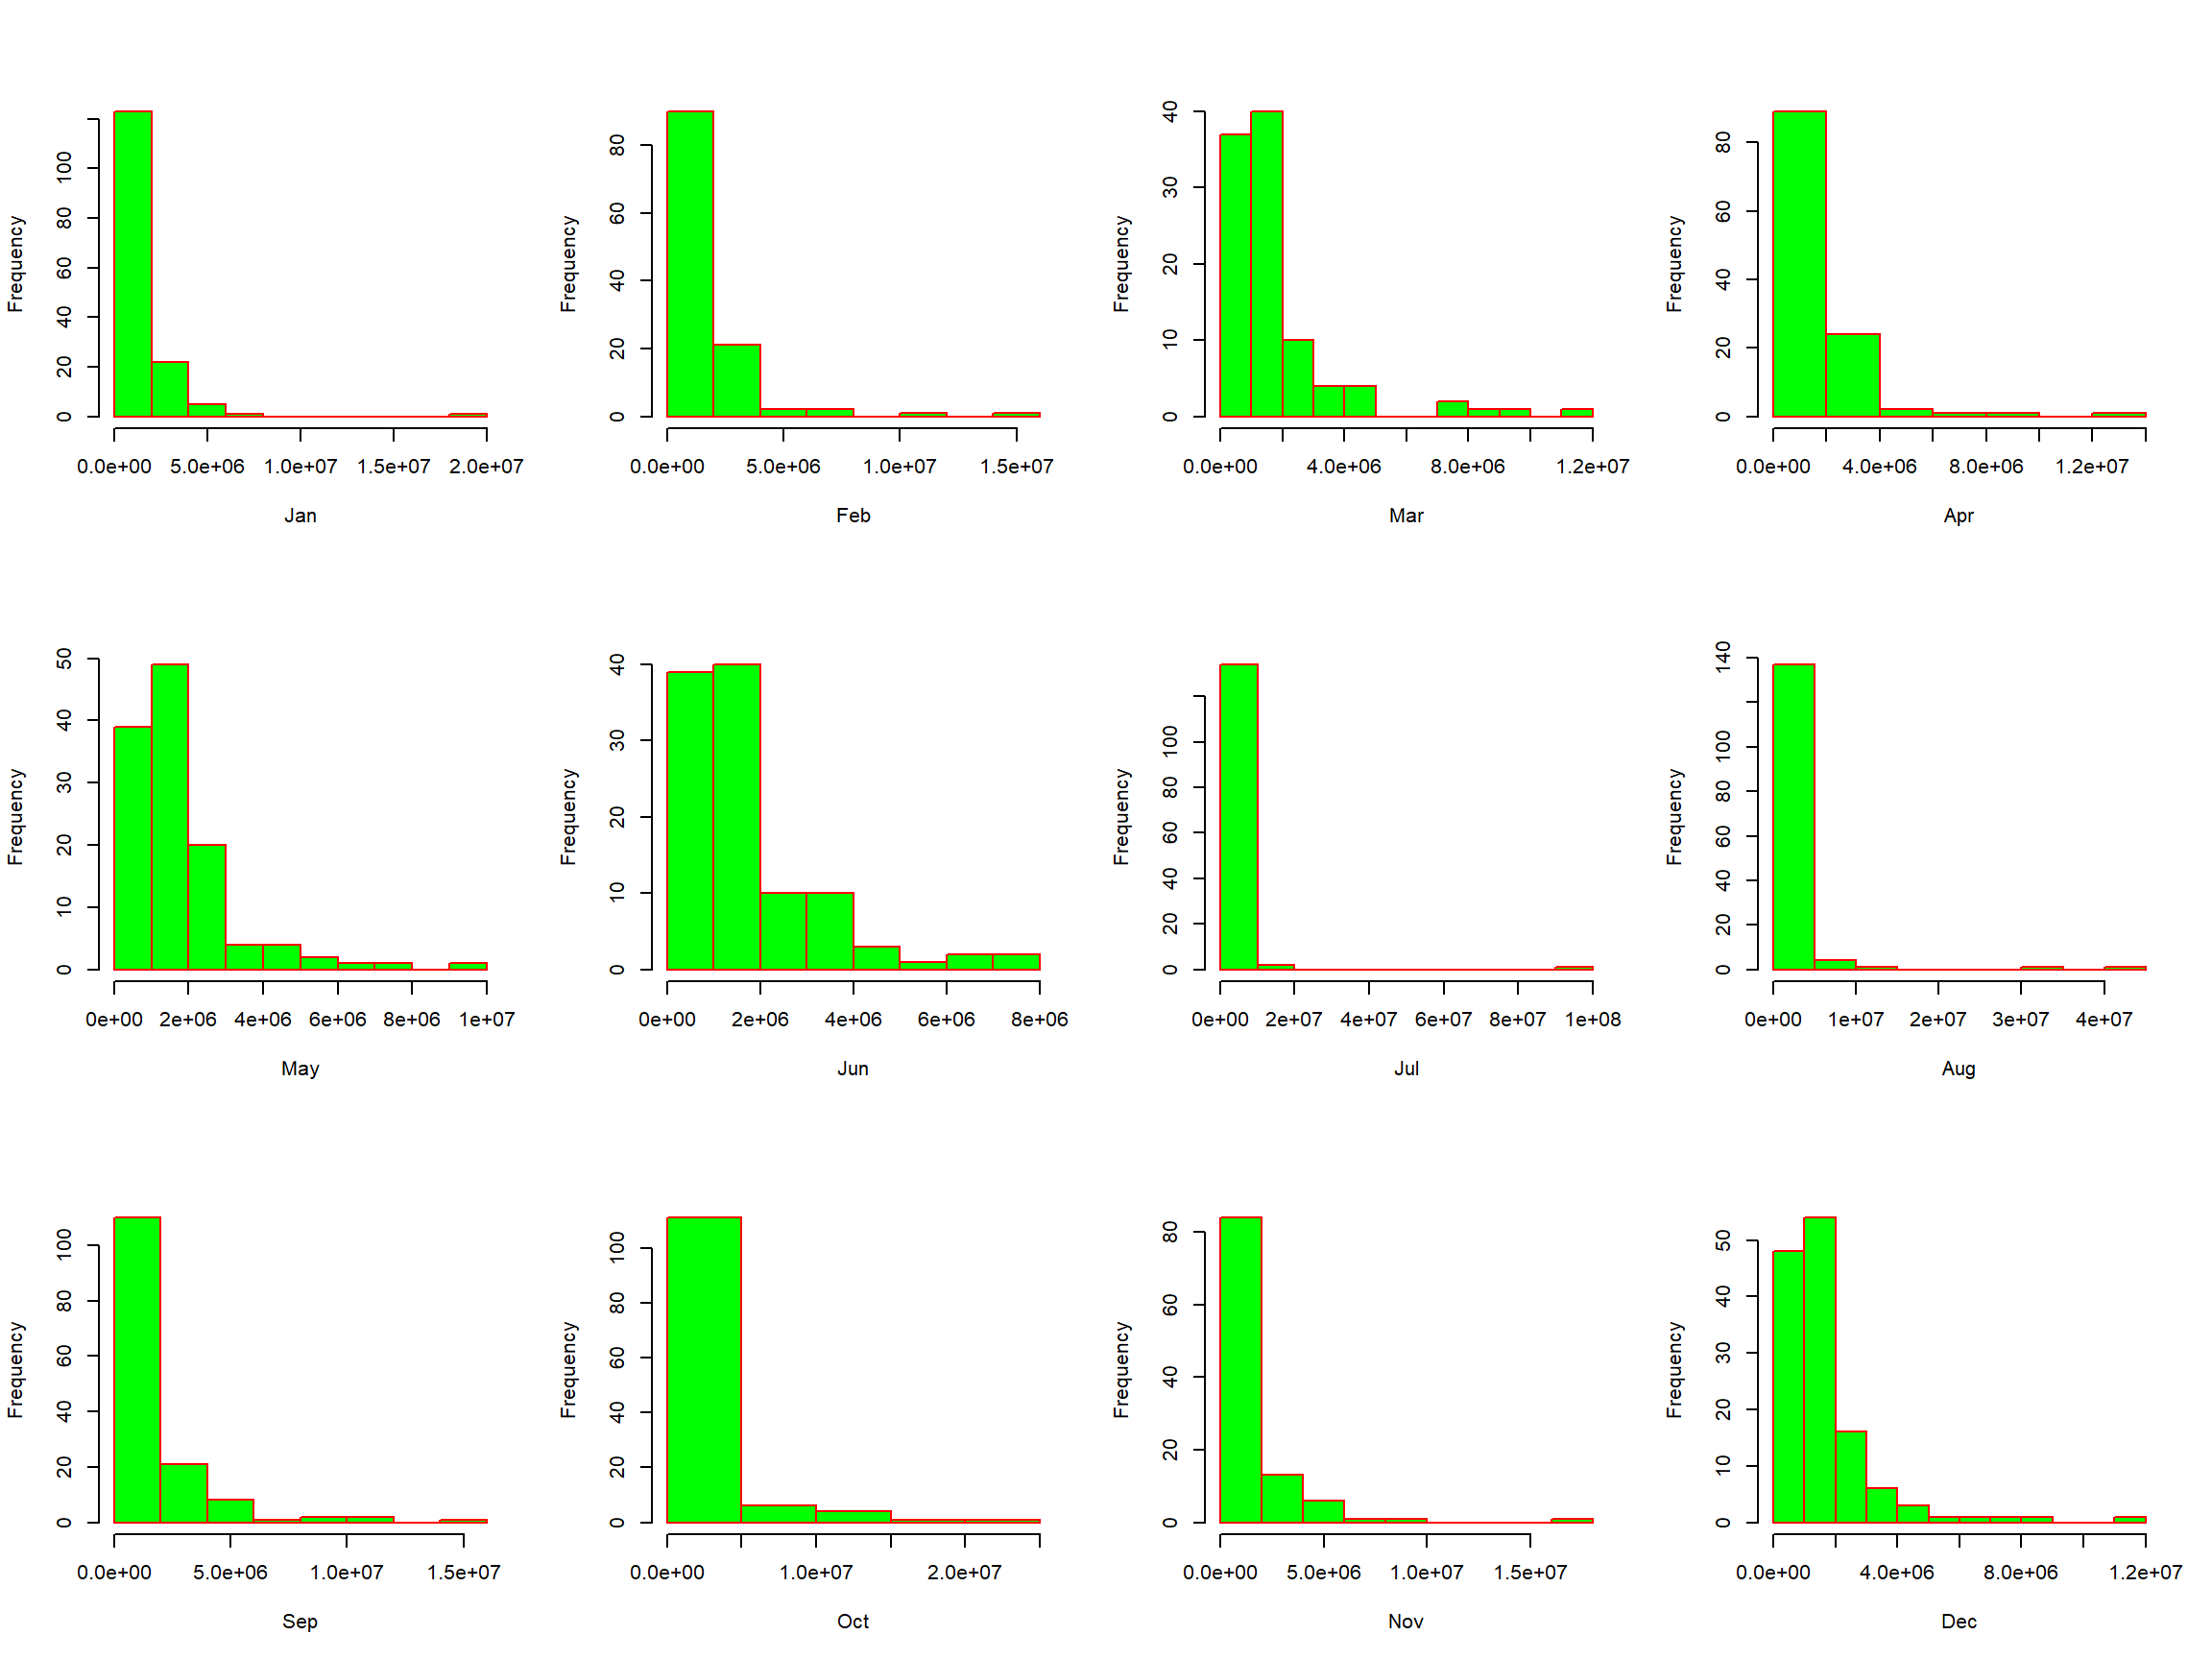 Frequency
0 20 40 60 80 100
0.0e+00 5.0e+06 1.0e+07 1.5e+07 2.0e+07
Jan
Frequency
0 20 40 60 80
0.0e+00 5.0e+06 1.0e+07 1.5e+07
Feb
Frequency
0 10 20 30 40
0.0e+00 4.0e+06 8.0e+06 1.2e+07
Mar
Frequency
0 20 40 60 80
0.0e+00 4.0e+06 8.0e+06 1.2e+07
Apr
Frequency
0 10 20 30 40 50
0e+00 2e+06 4e+06 6e+06 8e+06 1e+07
May
Frequency
0 10 20 30 40
0e+00 2e+06 4e+06 6e+06 8e+06
Jun
Frequency
0 20 40 60 80 100
0e+00 2e+07 4e+07 6e+07 8e+07 1e+08
Jul
Frequency
0 20 40 60 80 100 140
0e+00 1e+07 2e+07 3e+07 4e+07
Aug
Frequency
0 20 40 60 80 100
0.0e+00 5.0e+06 1.0e+07 1.5e+07
Sep
Frequency
0 20 40 60 80 100
0.0e+00 1.0e+07 2.0e+07
Oct
Frequency
0 20 40 60 80
0.0e+00 5.0e+06 1.0e+07 1.5e+07
Nov
Frequency
0 10 20 30 40 50
0.0e+00 4.0e+06 8.0e+06 1.2e+07
Dec